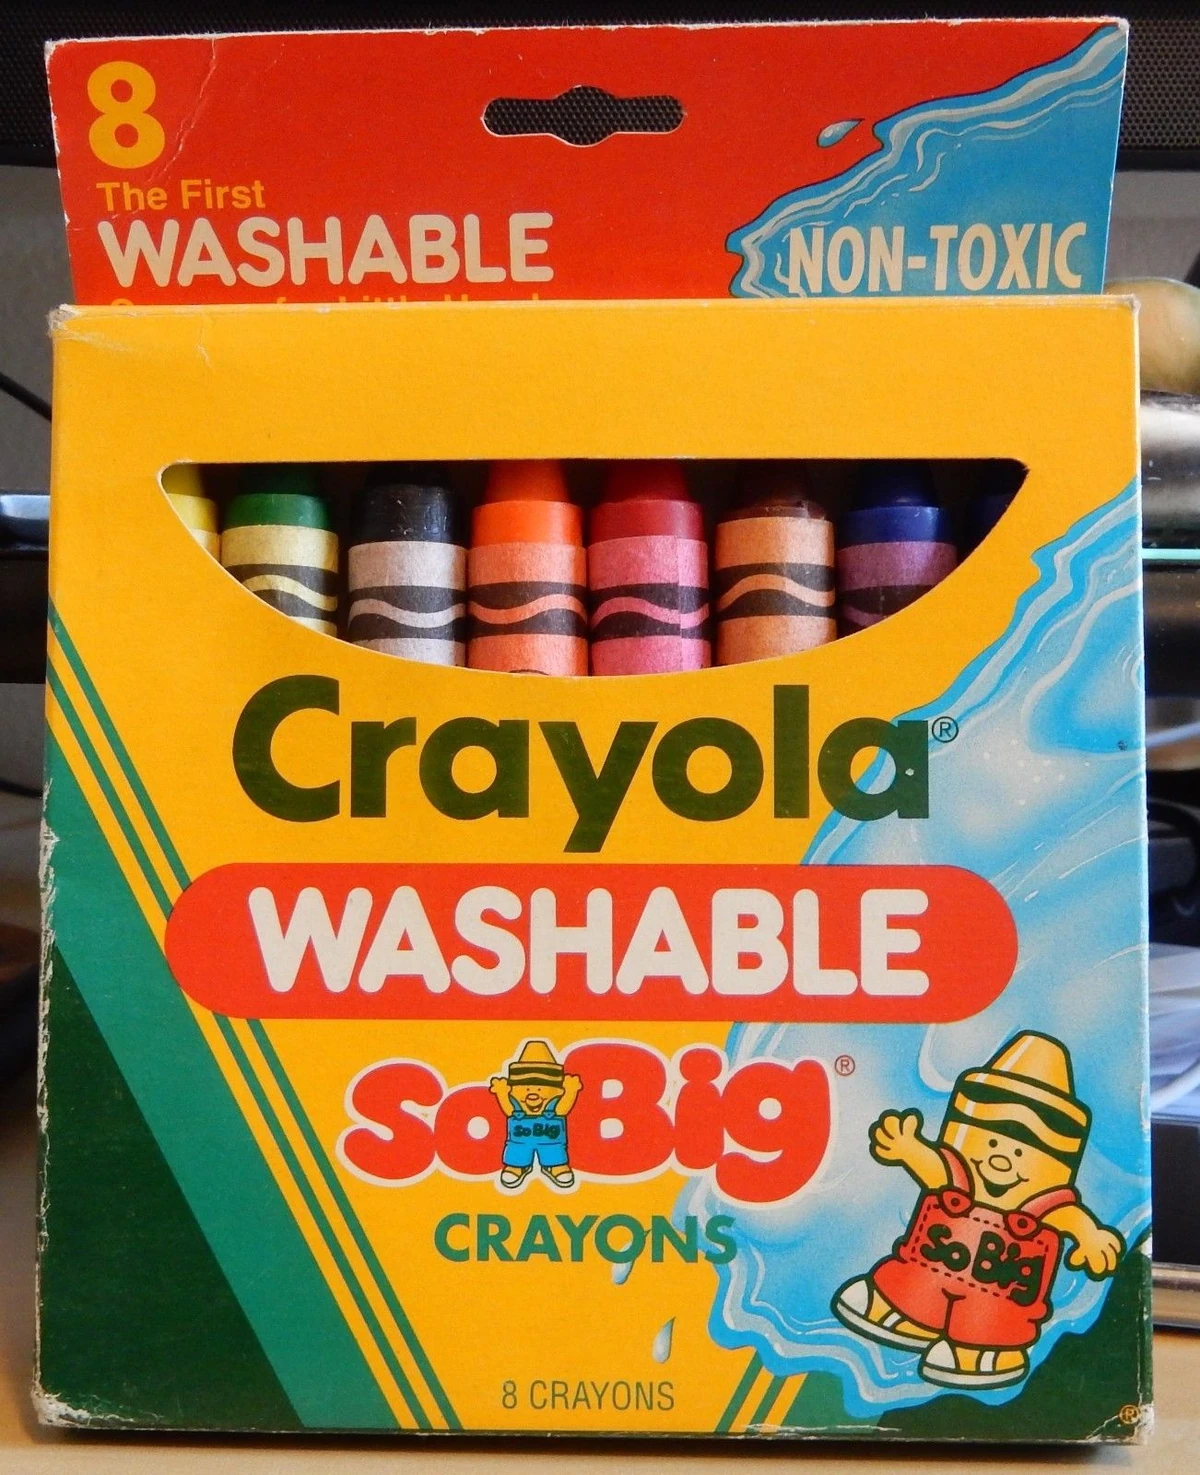 8
The First
WASHABLE
NON-TOXIC
Crayola®
WASHABLE
So Big®
So Big
CRAYONS
So Big
8 CRAYONS
®